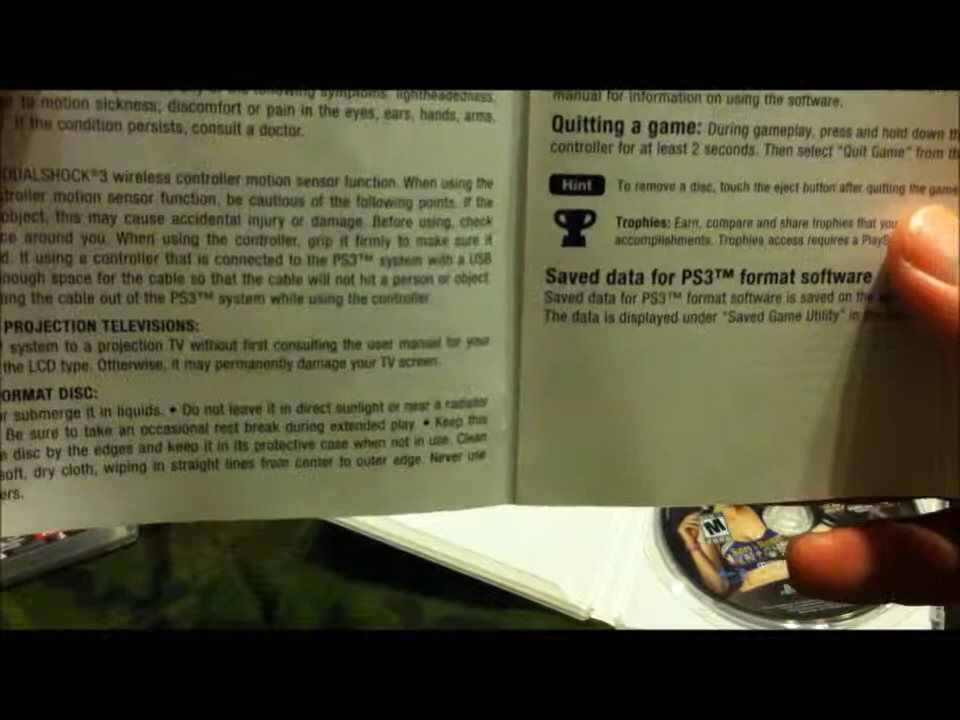 following symptoms: lightheadedness,
to motion sickness; discomfort or pain in the eyes, ears, hands, arms,
If the condition persists, consult a doctor.
DUALSHOCK®3 wireless controller motion sensor function. When using the
troller motion sensor function, be cautious of the following points. If the
object, this may cause accidental injury or damage. Before using, check
ce around you. When using the controller, grip it firmly to make sure it
d. If using a controller that is connected to the PS3™ system with a USB
nough space for the cable so that the cable will not hit a person or object.
ing the cable out of the PS3™ system while using the controller.
PROJECTION TELEVISIONS:
system to a projection TV without first consulting the user manual for your
the LCD type. Otherwise, it may permanently damage your TV screen.
ORMAT DISC:
r submerge it in liquids. • Do not leave it in direct sunlight or near a radiator
Be sure to take an occasional rest break during extended play. • Keep this
e disc by the edges and keep it in its protective case when not in use. Clean
soft, dry cloth, wiping in straight lines from center to outer edge. Never use
ers.
manual for information on using the software.
Quitting a game: During gameplay, press and hold down th
controller for at least 2 seconds. Then select "Quit Game" from th
Hint To remove a disc, touch the eject button after quitting the game
Trophies: Earn, compare and share trophies that you
accomplishments. Trophies access requires a PlayS
Saved data for PS3™ format software
Saved data for PS3™ format software is saved on the
The data is displayed under "Saved Game Utility" in
M